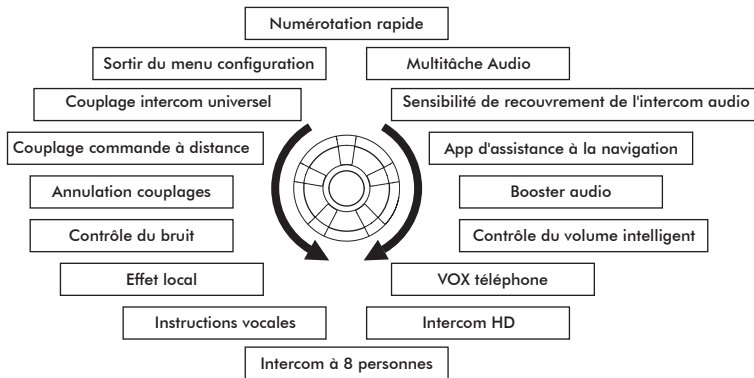 Numérotation rapide
Sortir du menu configuration
Multitâche Audio
Couplage intercom universel
Sensibilité de recouvrement de l'intercom audio
Couplage commande à distance
App d'assistance à la navigation
Annulation couplages
Booster audio
Contrôle du bruit
Contrôle du volume intelligent
Effet local
VOX téléphone
Instructions vocales
Intercom HD
Intercom à 8 personnes